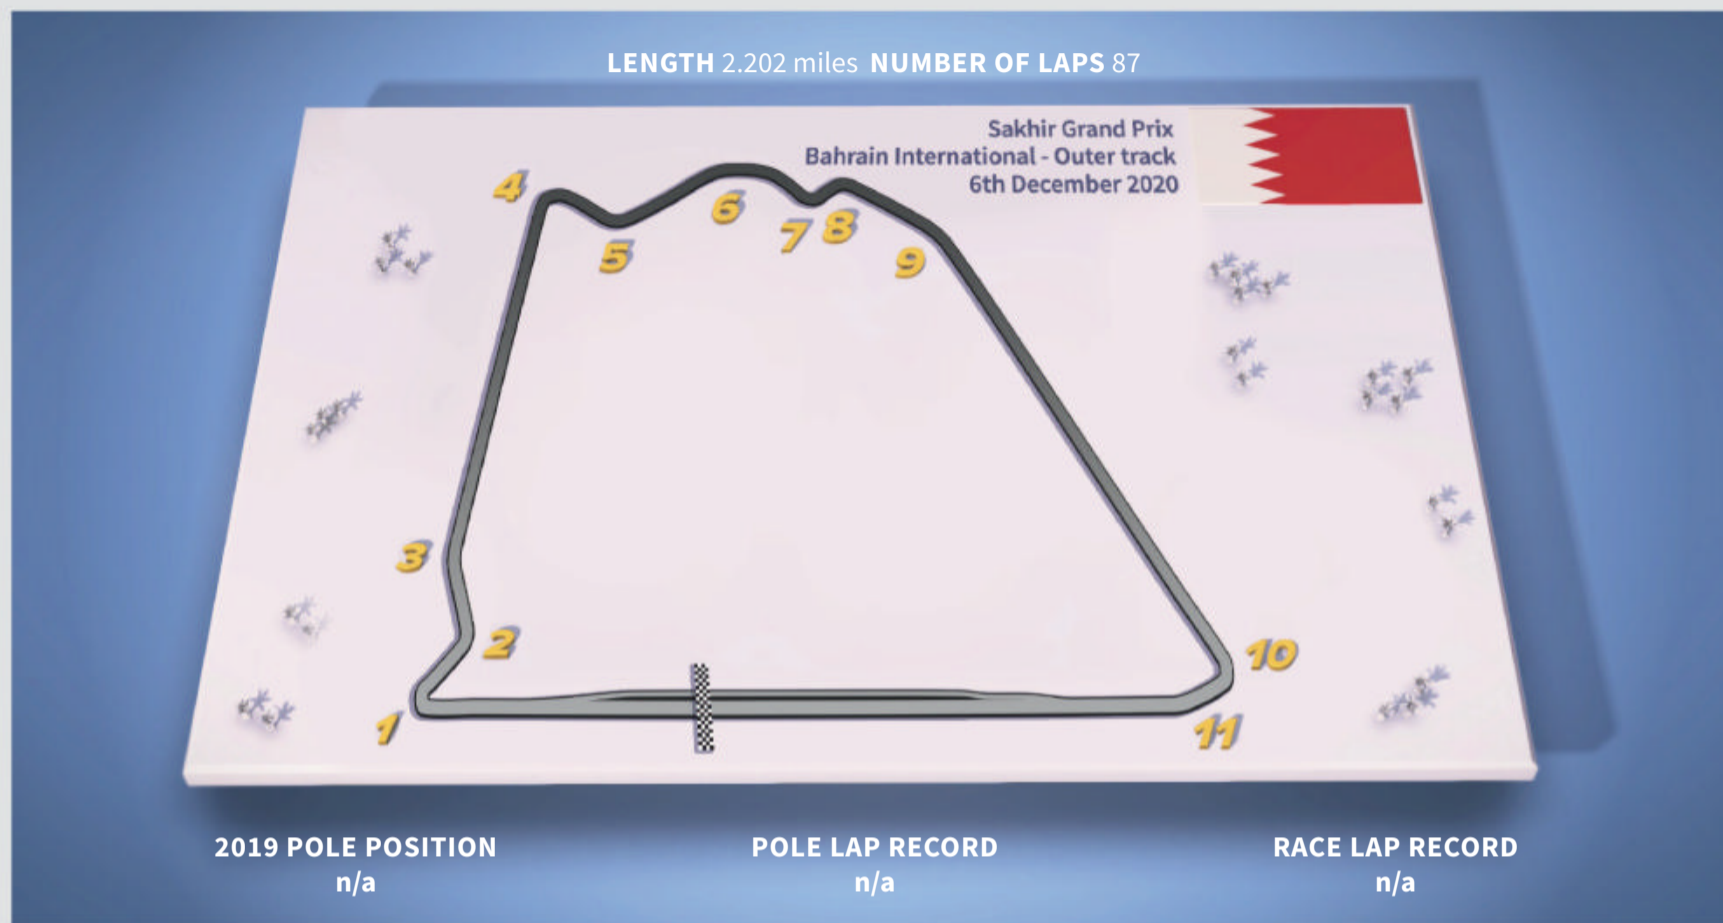 LENGTH 2.202 miles NUMBER OF LAPS 87
Sakhir Grand Prix
Bahrain International - Outer track
6th December 2020
4
6
7 8
5
9
3
2
10
1
11
2019 POLE POSITION
n/a
POLE LAP RECORD
n/a
RACE LAP RECORD
n/a